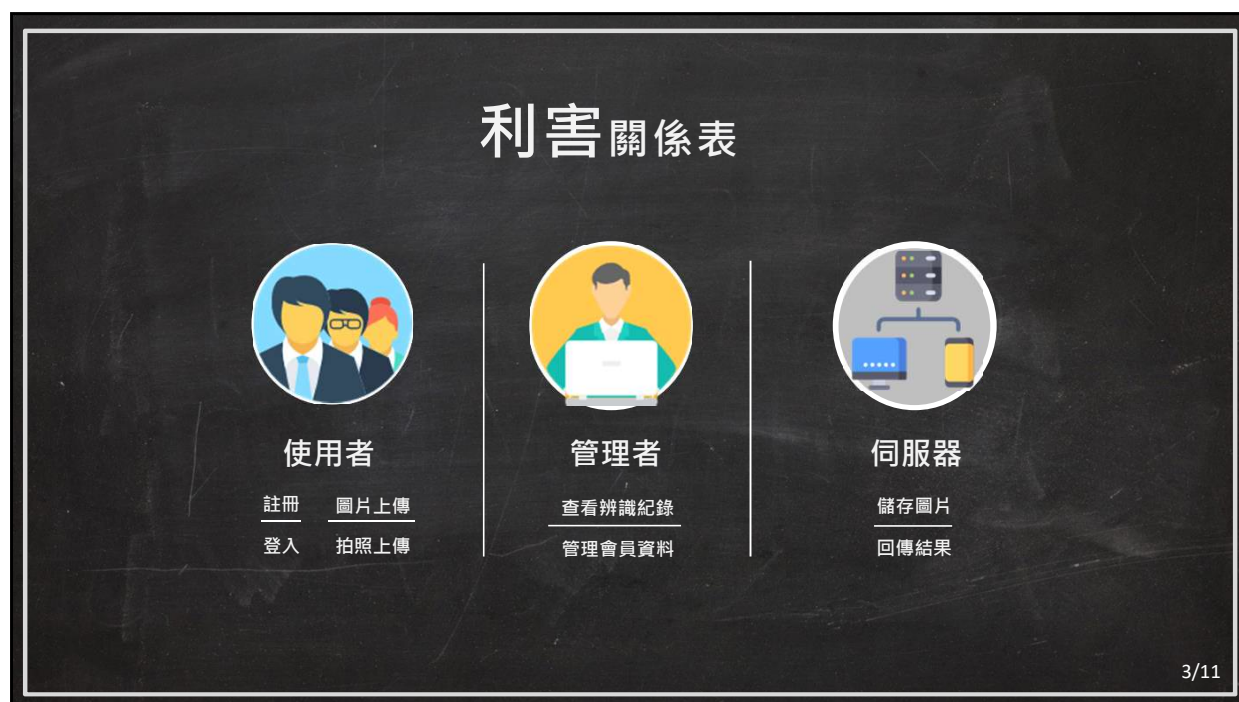 利害關係表
使用者
註冊 圖片上傳
登入 拍照上傳
管理者
查看辨識紀錄
管理會員資料
伺服器
儲存圖片
回傳結果
3/11